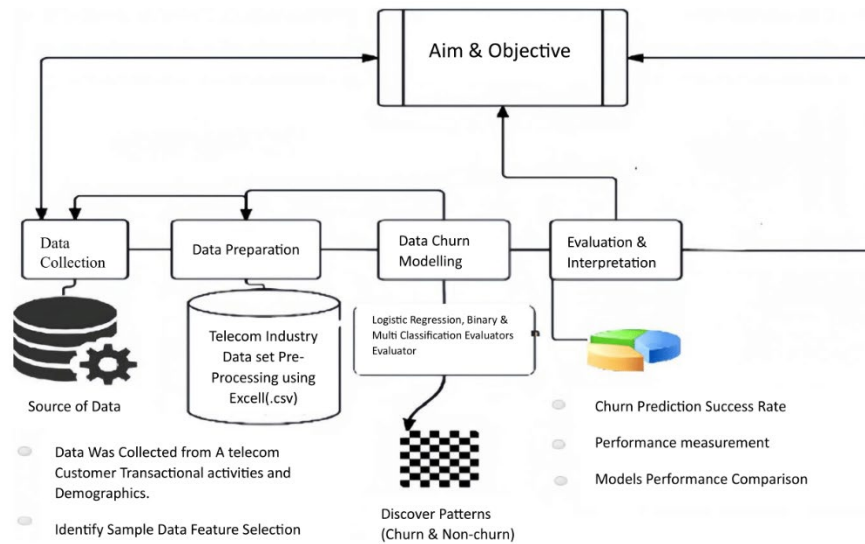 Aim & Objective
Data
Collection
Data Preparation
Data Churn
Modelling
Evaluation &
Interpretation
Telecom Industry
Data set Pre-
Processing using
Excell(.csv)
Logistic Regression, Binary &
Multi Classification Evaluators
Evaluator
Source of Data
Data Was Collected from A telecom
Customer Transactional activities and
Demographics.
Identify Sample Data Feature Selection
Discover Patterns
(Churn & Non-churn)
Churn Prediction Success Rate
Performance measurement
Models Performance Comparison